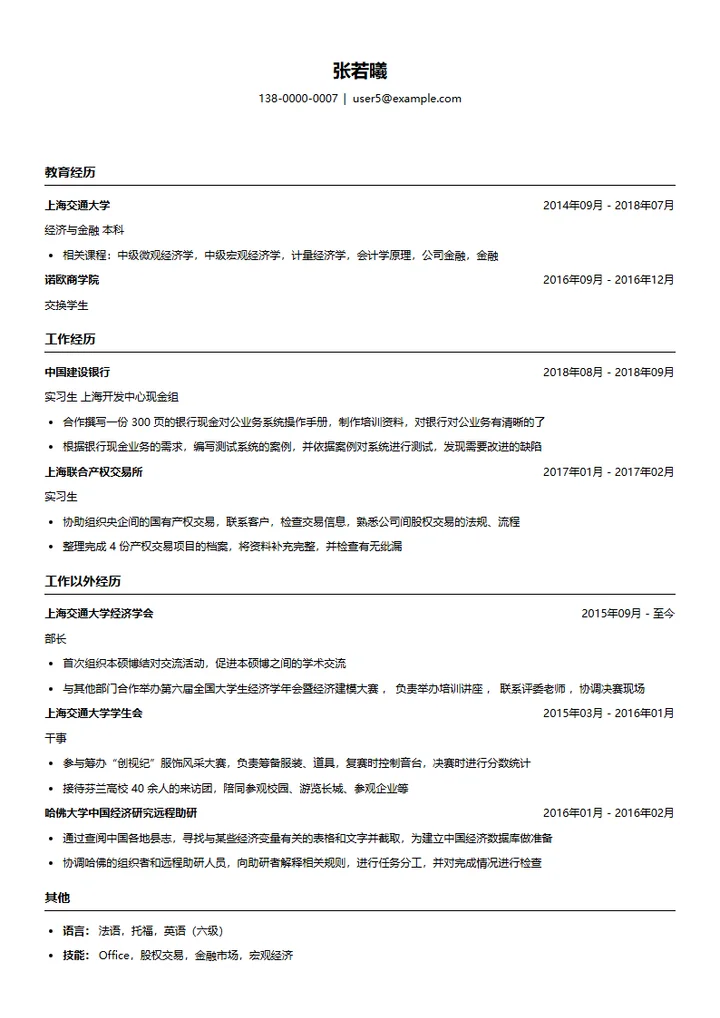 张若曦
138-0000-0007 | user5@example.com
教育经历
上海交通大学 2014年09月 - 2018年07月
经济与金融 本科
• 相关课程：中级微观经济学，中级宏观经济学，计量经济学，会计学原理，公司金融，金融
诺欧商学院 2016年09月 - 2016年12月
交换学生
工作经历
中国建设银行 2018年08月 - 2018年09月
实习生 上海开发中心现金组
• 合作撰写一份 300 页的银行现金对公业务系统操作手册，制作培训资料，对银行对公业务有清晰的了
• 根据银行现金业务的需求，编写测试系统的案例，并依据案例对系统进行测试，发现需要改进的缺陷
上海联合产权交易所 2017年01月 - 2017年02月
实习生
• 协助组织央企间的国有产权交易，联系客户，检查交易信息，熟悉公司间股权交易的法规、流程
• 整理完成 4 份产权交易项目的档案，将资料补充完整，并检查有无纰漏
工作以外经历
上海交通大学经济学会 2015年09月 - 至今
部长
• 首次组织本硕博结对交流活动，促进本硕博之间的学术交流
• 与其他部门合作举办第六届全国大学生经济学年会暨经济建模大赛 ， 负责举办培训讲座 ， 联系评委老师 ，协调决赛现场
上海交通大学学生会 2015年03月 - 2016年01月
干事
• 参与筹办“创视纪”服饰风采大赛，负责筹备服装、道具，复赛时控制音台，决赛时进行分数统计
• 接待芬兰高校 40 余人的来访团，陪同参观校园、游览长城、参观企业等
哈佛大学中国经济研究远程助研 2016年01月 - 2016年02月
• 通过查阅中国各地县志，寻找与某些经济变量有关的表格和文字并截取，为建立中国经济数据库做准备
• 协调哈佛的组织者和远程助研人员，向助研者解释相关规则，进行任务分工，并对完成情况进行检查
其他
• 语言： 法语，托福，英语（六级）
• 技能： Office，股权交易，金融市场，宏观经济